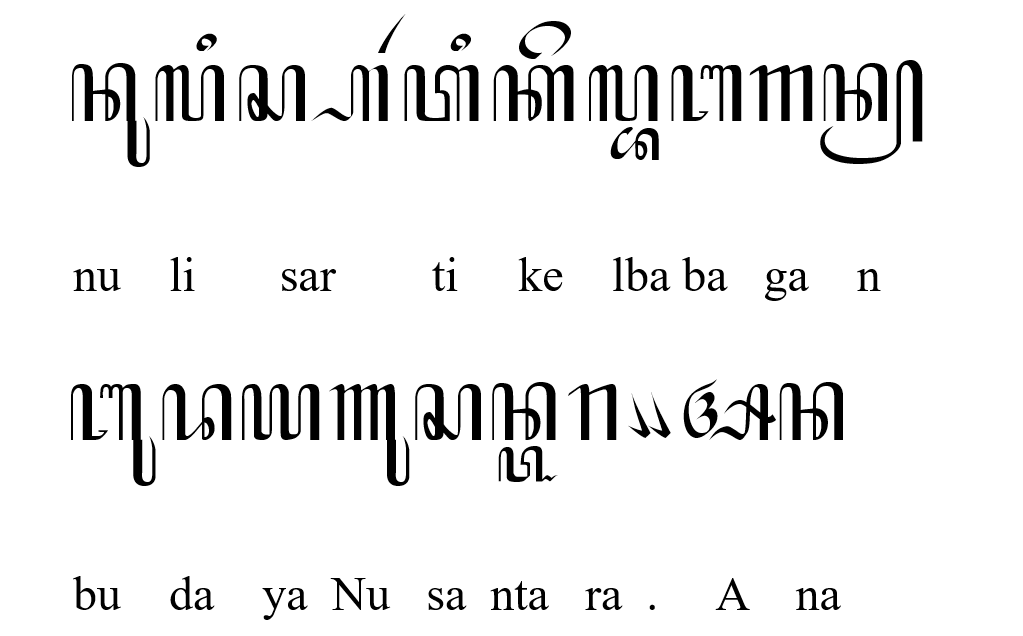 ꦤꦸꦭꦶꦱꦴꦂꦠꦶꦏꦼꦭ꧀ꦧꦧꦒꦤ꧀
nu li sar ti ke lba ba ga n
ꦧꦸꦢꦪꦟꦸꦱꦤ꧀ꦠꦫ꧉ꦄꦤ
bu da ya Nu sa nta ra . A na